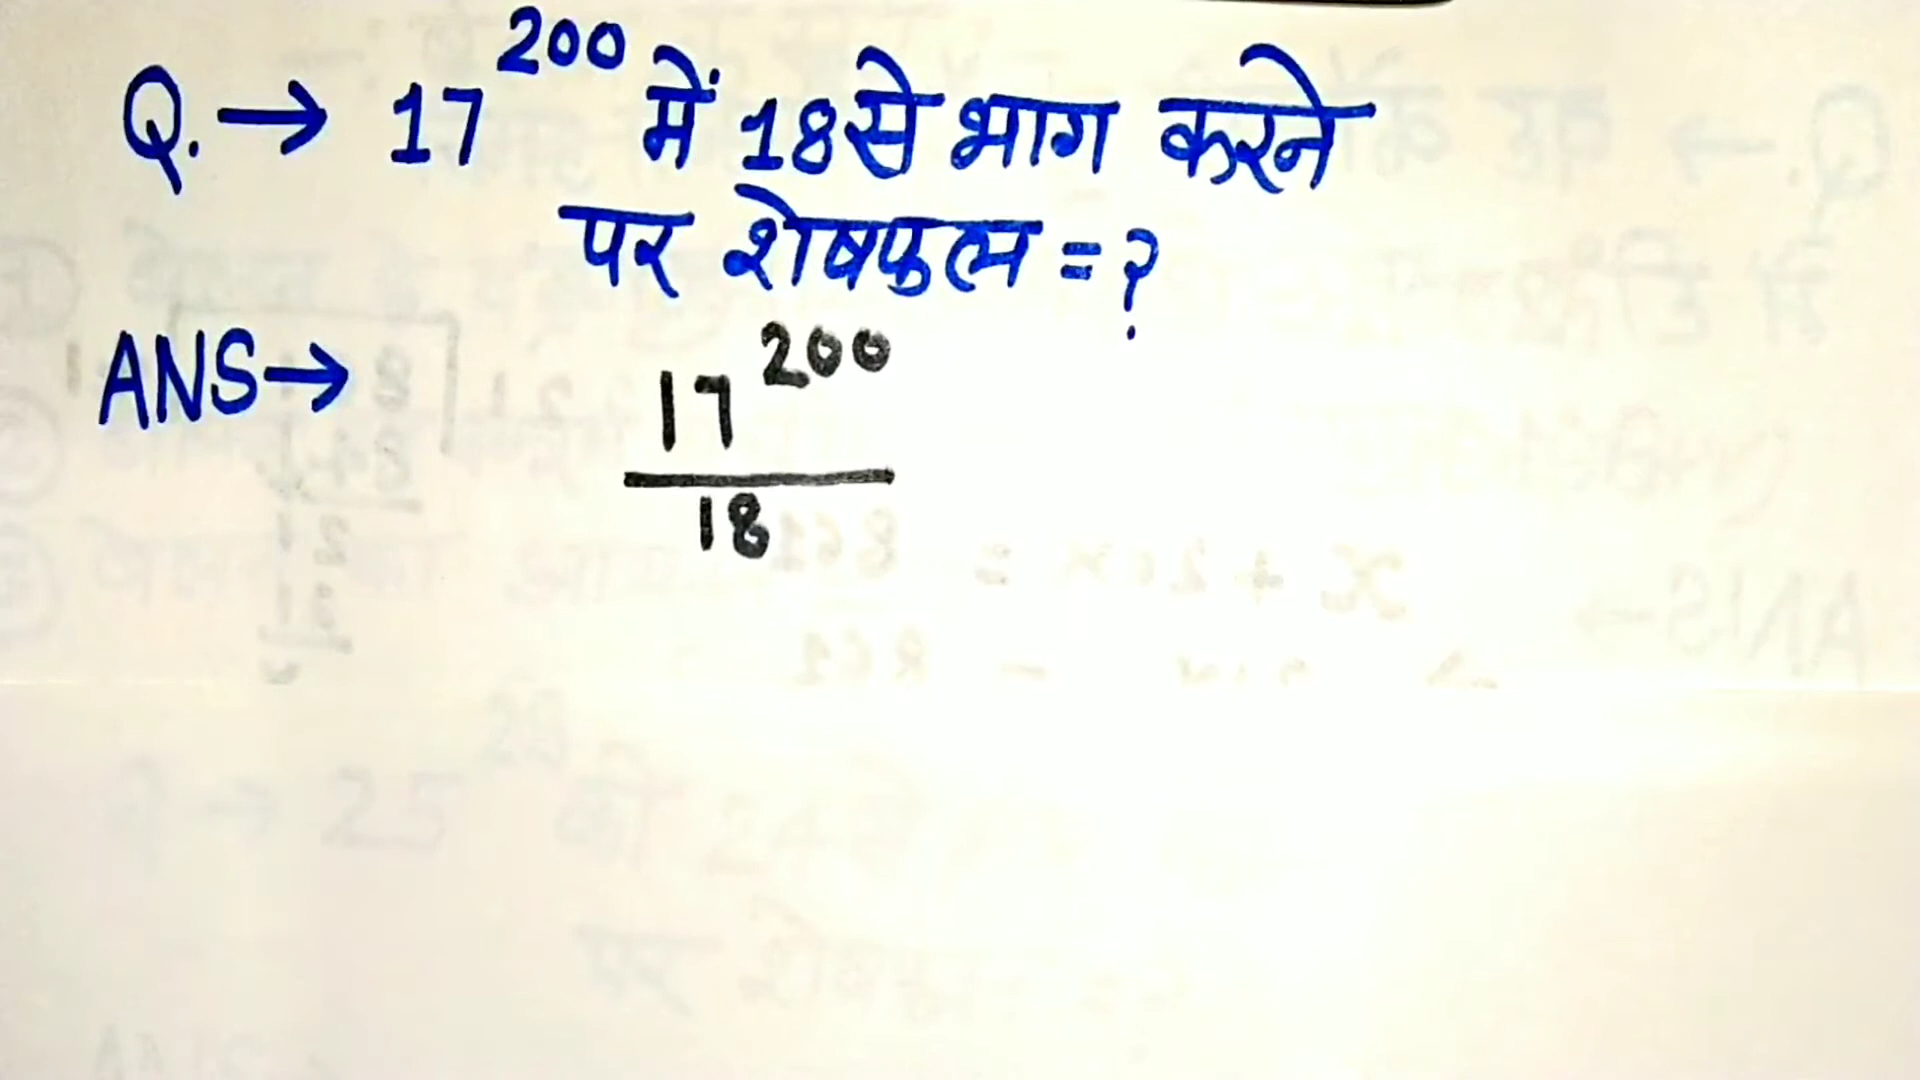 Q.→ 17^200 में 18 से भाग करने
पर शेषफल = ?
ANS→
17^200
18